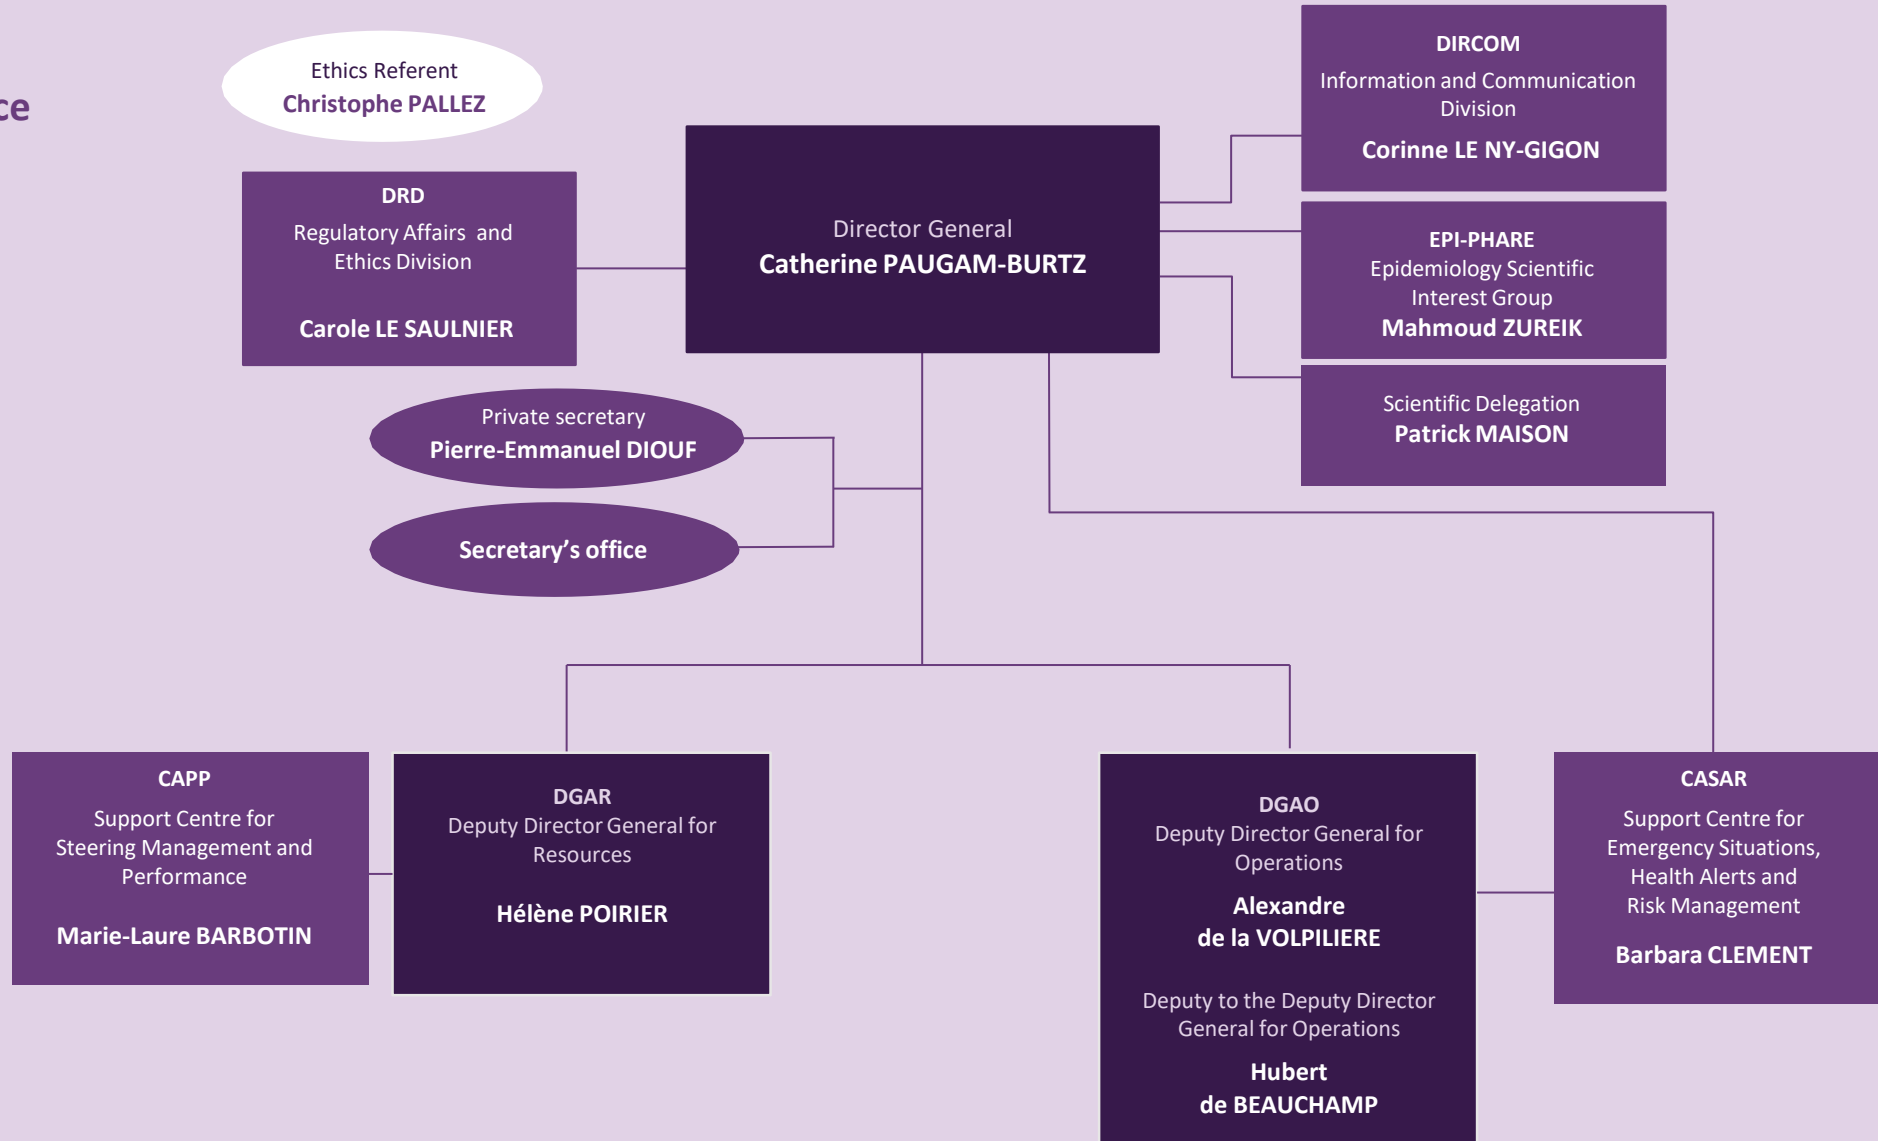 ce
Ethics Referent
Christophe PALLEZ
DIRCOM
Information and Communication
Division
Corinne LE NY-GIGON
DRD
Regulatory Affairs and
Ethics Division
Carole LE SAULNIER
Director General
Catherine PAUGAM-BURTZ
EPI-PHARE
Epidemiology Scientific
Interest Group
Mahmoud ZUREIK
Scientific Delegation
Patrick MAISON
Private secretary
Pierre-Emmanuel DIOUF
Secretary’s office
CAPP
Support Centre for
Steering Management and
Performance
Marie-Laure BARBOTIN
DGAR
Deputy Director General for
Resources
Hélène POIRIER
DGAO
Deputy Director General for
Operations
Alexandre
de la VOLPILIERE
Deputy to the Deputy Director
General for Operations
Hubert
de BEAUCHAMP
CASAR
Support Centre for
Emergency Situations,
Health Alerts and
Risk Management
Barbara CLEMENT